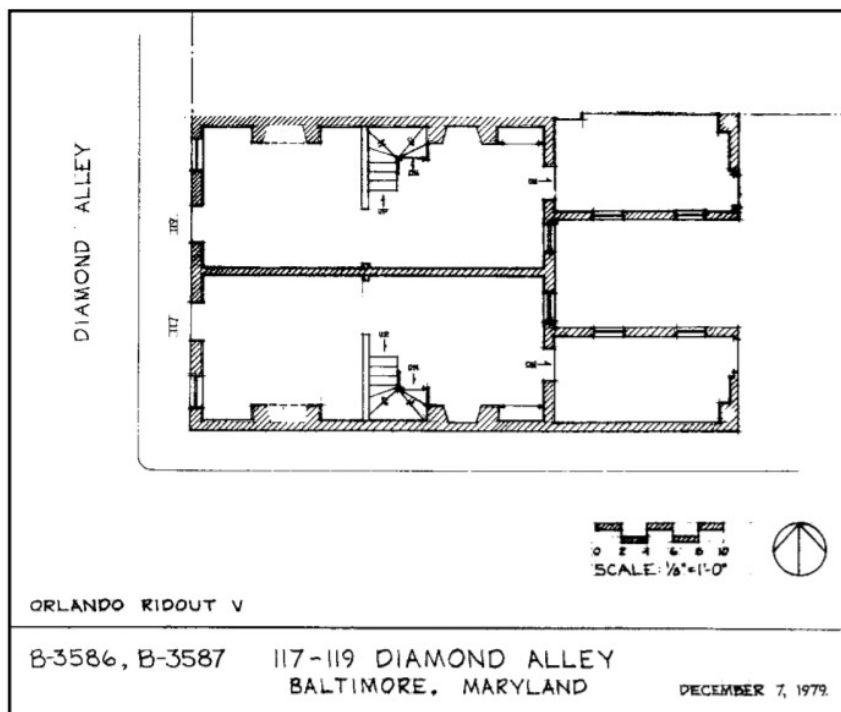 DIAMOND ALLEY
119
DN
UP
DN
117
UP
DN
DN
0 2 4 6 8 10
SCALE: 1/8"=1'-0"
ORLANDO RIDOUT V
B-3586, B-3587 117-119 DIAMOND ALLEY
BALTIMORE, MARYLAND DECEMBER 7, 1979.